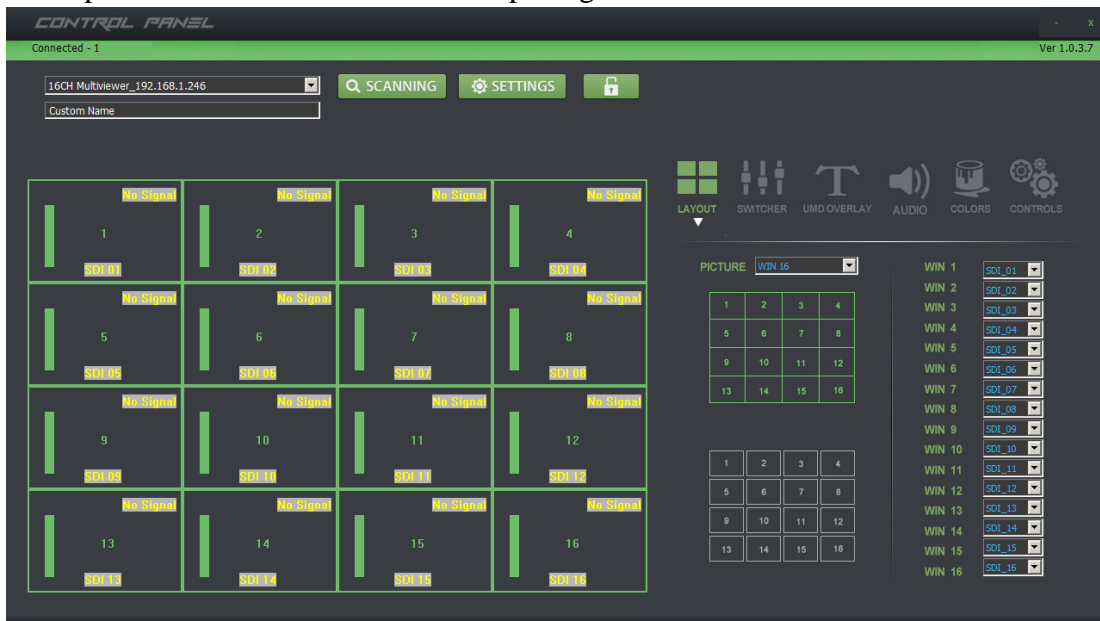 CONTROL PANEL
- x
Connected - 1
Ver 1.0.3.7
16CH Multiviewer_192.168.1.246
SCANNING
SETTINGS
Custom Name
No Signal No Signal No Signal No Signal
1 2 3 4
SDI 01 SDI 02 SDI 03 SDI 04
No Signal No Signal No Signal No Signal
5 6 7 8
SDI 05 SDI 06 SDI 07 SDI 08
No Signal No Signal No Signal No Signal
9 10 11 12
SDI 09 SDI 10 SDI 11 SDI 12
No Signal No Signal No Signal No Signal
13 14 15 16
SDI 13 SDI 14 SDI 15 SDI 16
LAYOUT SWITCHER UMD OVERLAY AUDIO COLORS CONTROLS
PICTURE WIN 16
1 2 3 4
5 6 7 8
9 10 11 12
13 14 15 16
1 2 3 4
5 6 7 8
9 10 11 12
13 14 15 16
WIN 1 SDI_01
WIN 2 SDI_02
WIN 3 SDI_03
WIN 4 SDI_04
WIN 5 SDI_05
WIN 6 SDI_06
WIN 7 SDI_07
WIN 8 SDI_08
WIN 9 SDI_09
WIN 10 SDI_10
WIN 11 SDI_11
WIN 12 SDI_12
WIN 13 SDI_13
WIN 14 SDI_14
WIN 15 SDI_15
WIN 16 SDI_16